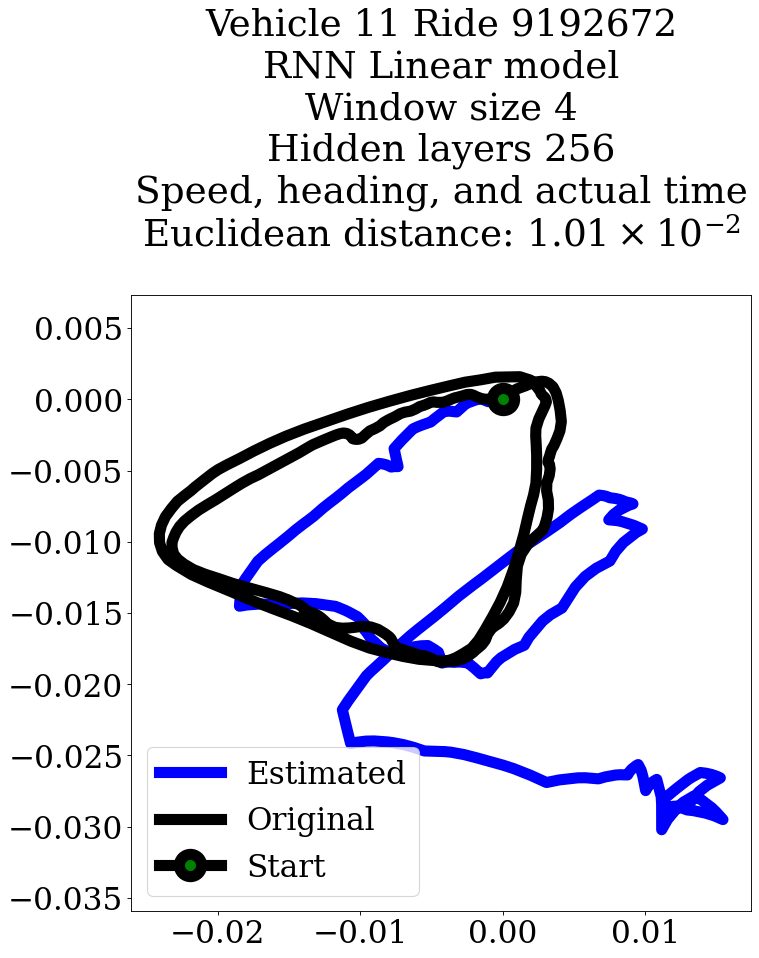 Vehicle 11 Ride 9192672
RNN Linear model
Window size 4
Hidden layers 256
Speed, heading, and actual time
Euclidean distance: 1.01 × 10⁻²
0.005
0.000
−0.005
−0.010
−0.015
−0.020
−0.025
−0.030
−0.035
Estimated
Original
Start
−0.02 −0.01 0.00 0.01